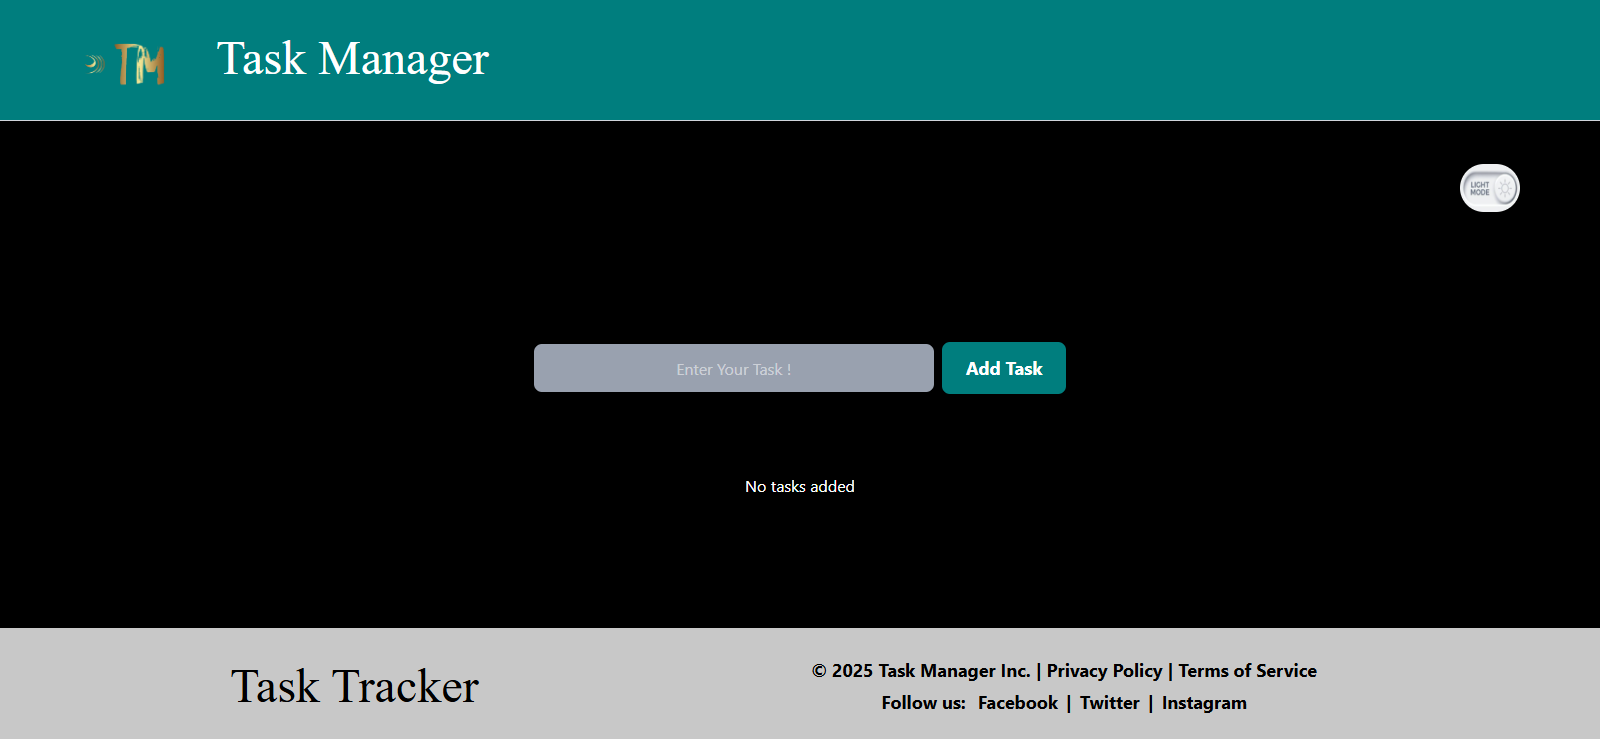 TM
Task Manager
LIGHT
MODE
Enter Your Task !
Add Task
No tasks added
Task Tracker
© 2025 Task Manager Inc. | Privacy Policy | Terms of Service
Follow us: Facebook | Twitter | Instagram